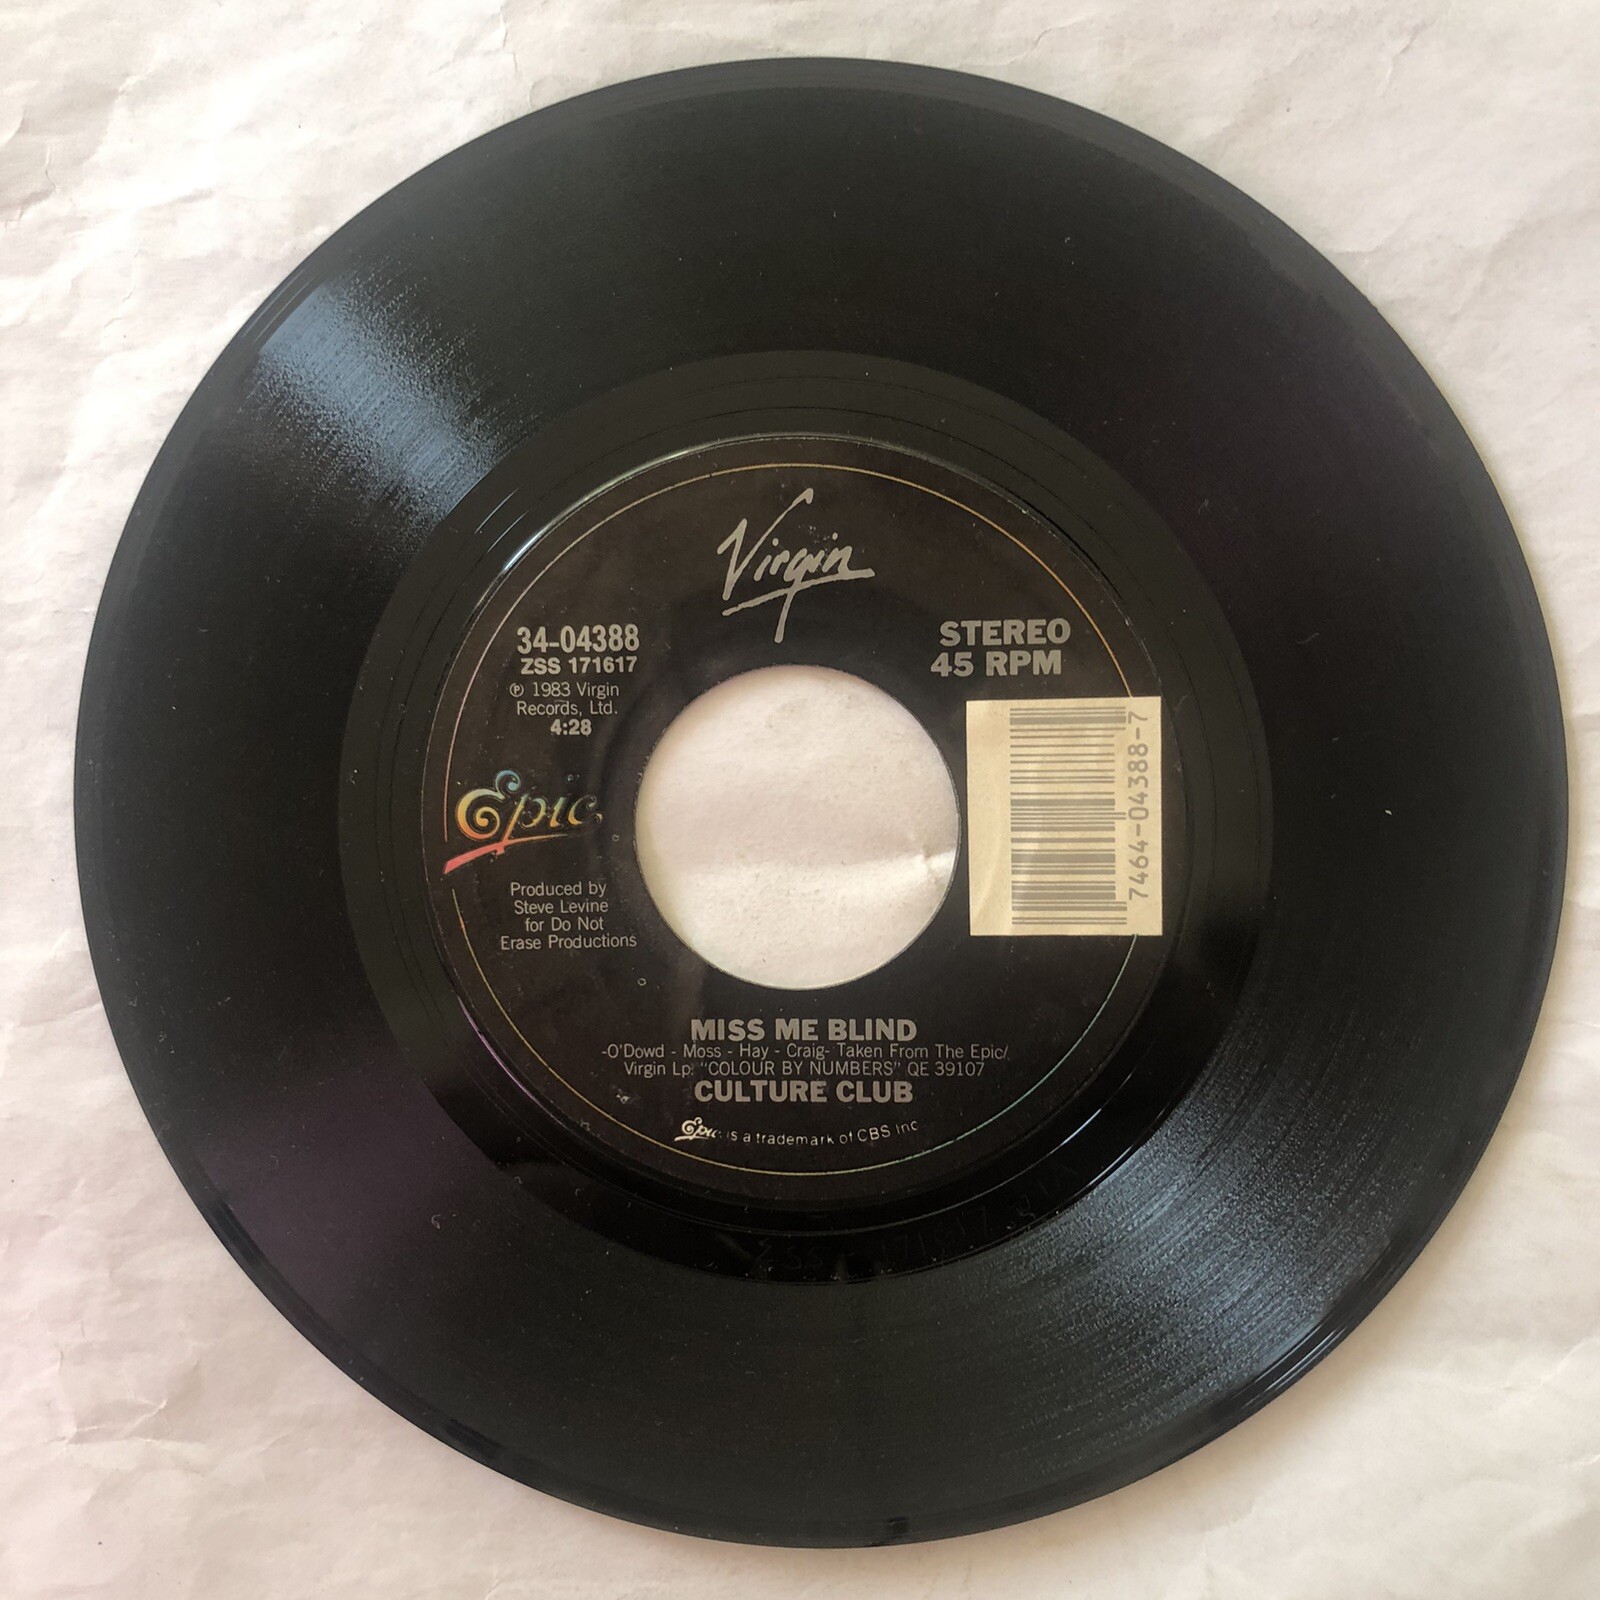 Virgin
34-04388
ZSS 171617
℗ 1983 Virgin
Records, Ltd.
4:28
STEREO
45 RPM
7464-04388-7
Epic
Produced by
Steve Levine
for Do Not
Erase Productions
MISS ME BLIND
-O'Dowd - Moss - Hay - Craig- Taken From The Epic/
Virgin Lp: "COLOUR BY NUMBERS" QE 39107
CULTURE CLUB
Epic is a trademark of CBS Inc
ZSS 171617